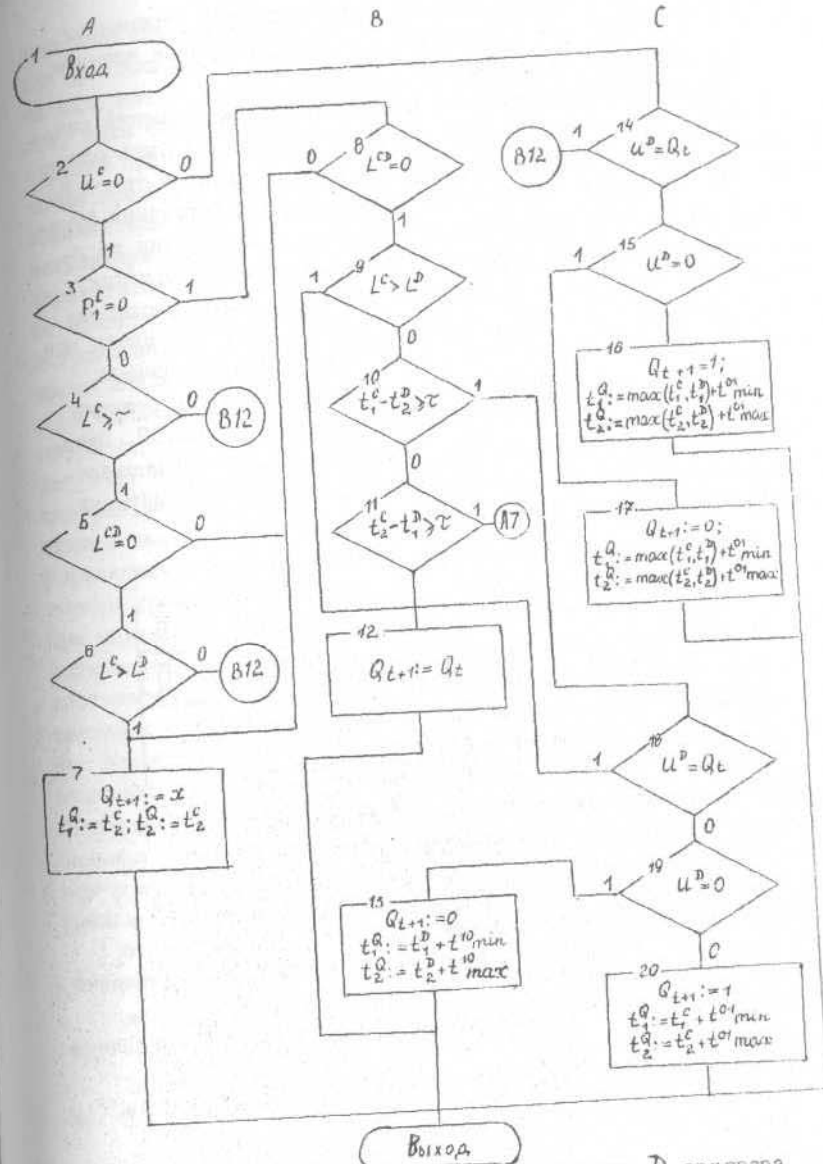 A
B
C
1
Вход
2
U^C=0
0
1
3
P_1^C=0
1
0
4
L^C⩾τ
0
B12
1
5
L^CD=0
0
1
6
L^C>L^D
0
B12
1
7
Q_t+1:=x
t_1^Q:=t_2^C; t_2^Q:=t_2^C
8
0
L^CD=0
1
9
1
L^C>L^D
0
10
t_1^C-t_2^D⩾τ
1
0
11
t_2^C-t_1^D⩾τ
1
A7
12
Q_t+1:=Q_t
13
Q_t+1:=0
t_1^Q:=t_1^D+t^10 min
t_2^Q:=t_2^D+t^10 max
14
B12
1
U^D=Q_t
15
1
U^D=0
16
Q_t+1=1;
t_1^Q:=max(t_1^C,t_1^D)+t^01 min
t_2^Q:=max(t_2^C,t_2^D)+t^01 max
17
Q_t+1:=0;
t_1^Q:=max(t_1^C,t_1^D)+t^01 min
t_2^Q:=max(t_2^C,t_2^D)+t^01 max
18
1
U^D=Q_t
0
19
1
U^D=0
0
20
Q_t+1:=1
t_1^Q:=t_1^C+t^01 min
t_2^Q:=t_2^C+t^01 max
Выход